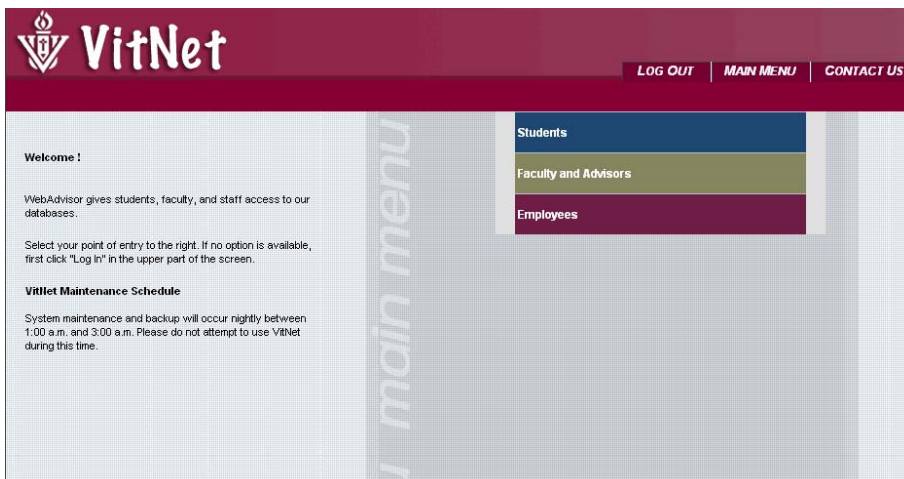 VitNet
LOG OUT
MAIN MENU
CONTACT US
Students
Welcome !
Faculty and Advisors
WebAdvisor gives students, faculty, and staff access to our
databases.
Employees
Select your point of entry to the right. If no option is available,
first click "Log In" in the upper part of the screen.
VitNet Maintenance Schedule
System maintenance and backup will occur nightly between
1:00 a.m. and 3:00 a.m. Please do not attempt to use VitNet
during this time.
main menu